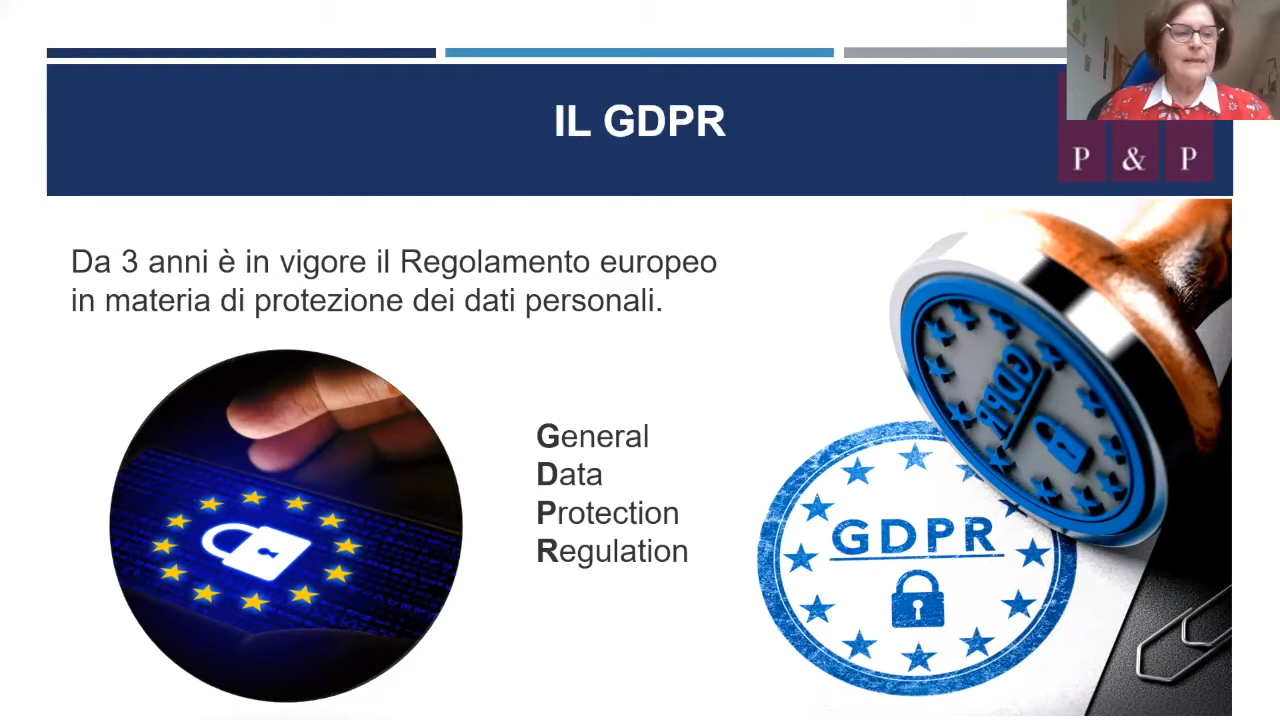 IL GDPR
P & P
Da 3 anni è in vigore il Regolamento europeo
in materia di protezione dei dati personali.
General
Data
Protection
Regulation
GDPR
GDPR